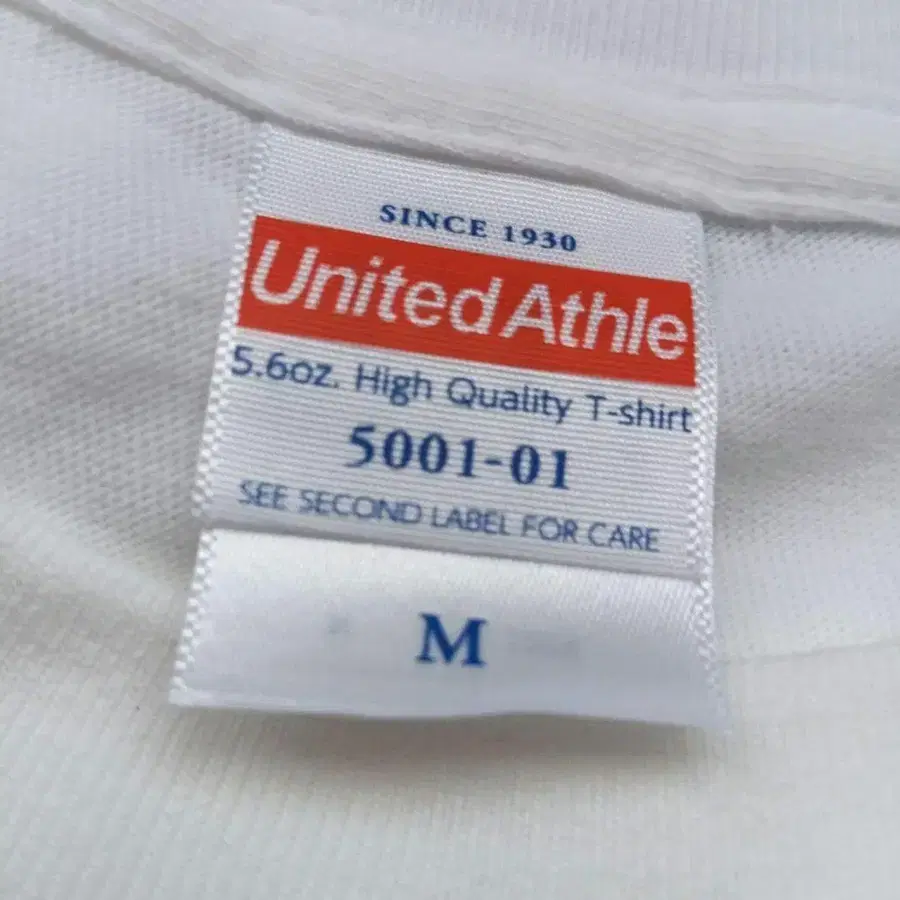 SINCE 1930
United Athle
5.6oz. High Quality T-shirt
5001-01
SEE SECOND LABEL FOR CARE
M